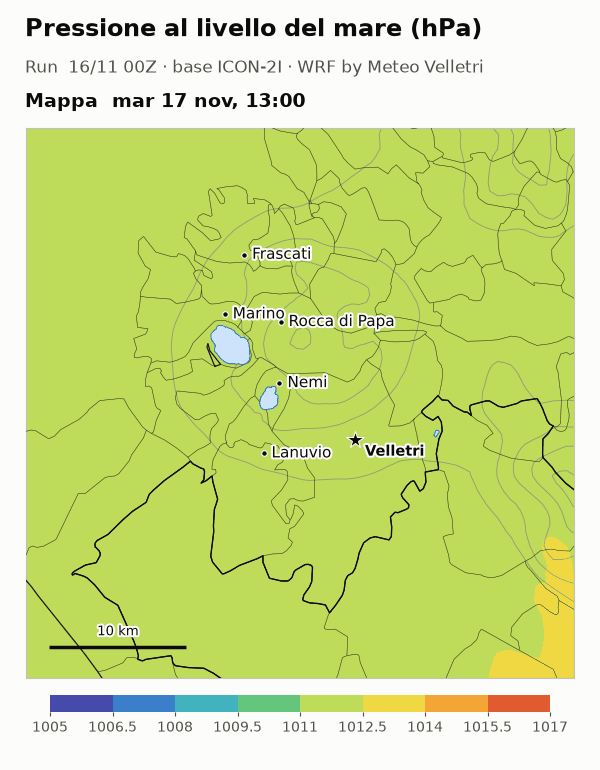 Pressione al livello del mare (hPa)
Run  16/11 00Z · base ICON-2I · WRF by Meteo Velletri
Mappa  mar 17 nov, 13:00
Frascati
Marino
Rocca di Papa
Nemi
Velletri
Lanuvio
10 km
1005 1006.5 1008 1009.5 1011 1012.5 1014 1015.5 1017